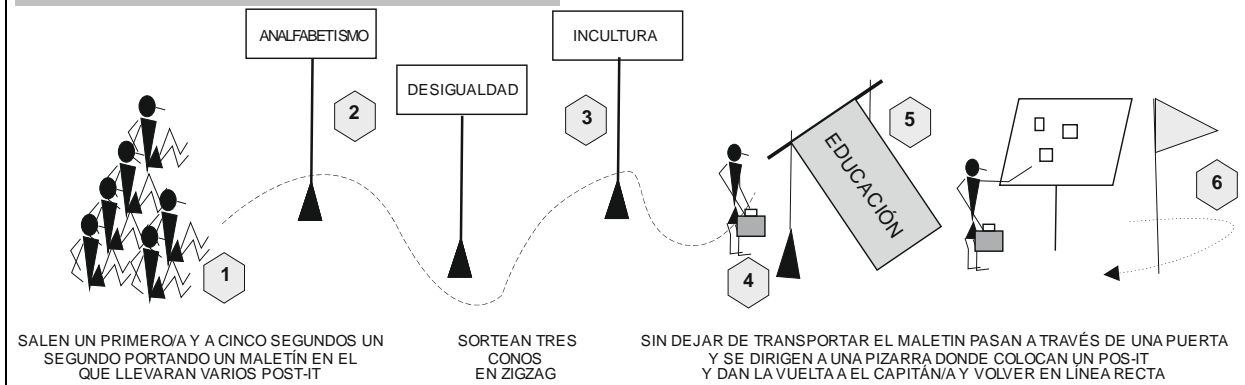 ANALFABETISMO
DESIGUALDAD
INCULTURA
2
3
5
EDUCACIÓN
6
1
4
SALEN UN PRIMERO/A Y A CINCO SEGUNDOS UN
SEGUNDO PORTANDO UN MALETÍN EN EL
QUE LLEVARAN VARIOS POST-IT
SORTEAN TRES
CONOS
EN ZIGZAG
SIN DEJAR DE TRANSPORTAR EL MALETIN PASAN A TRAVÉS DE UNA PUERTA
Y SE DIRIGEN A UNA PIZARRA DONDE COLOCAN UN POS-IT
Y DAN LA VUELTA A EL CAPITÁN/A Y VOLVER EN LÍNEA RECTA